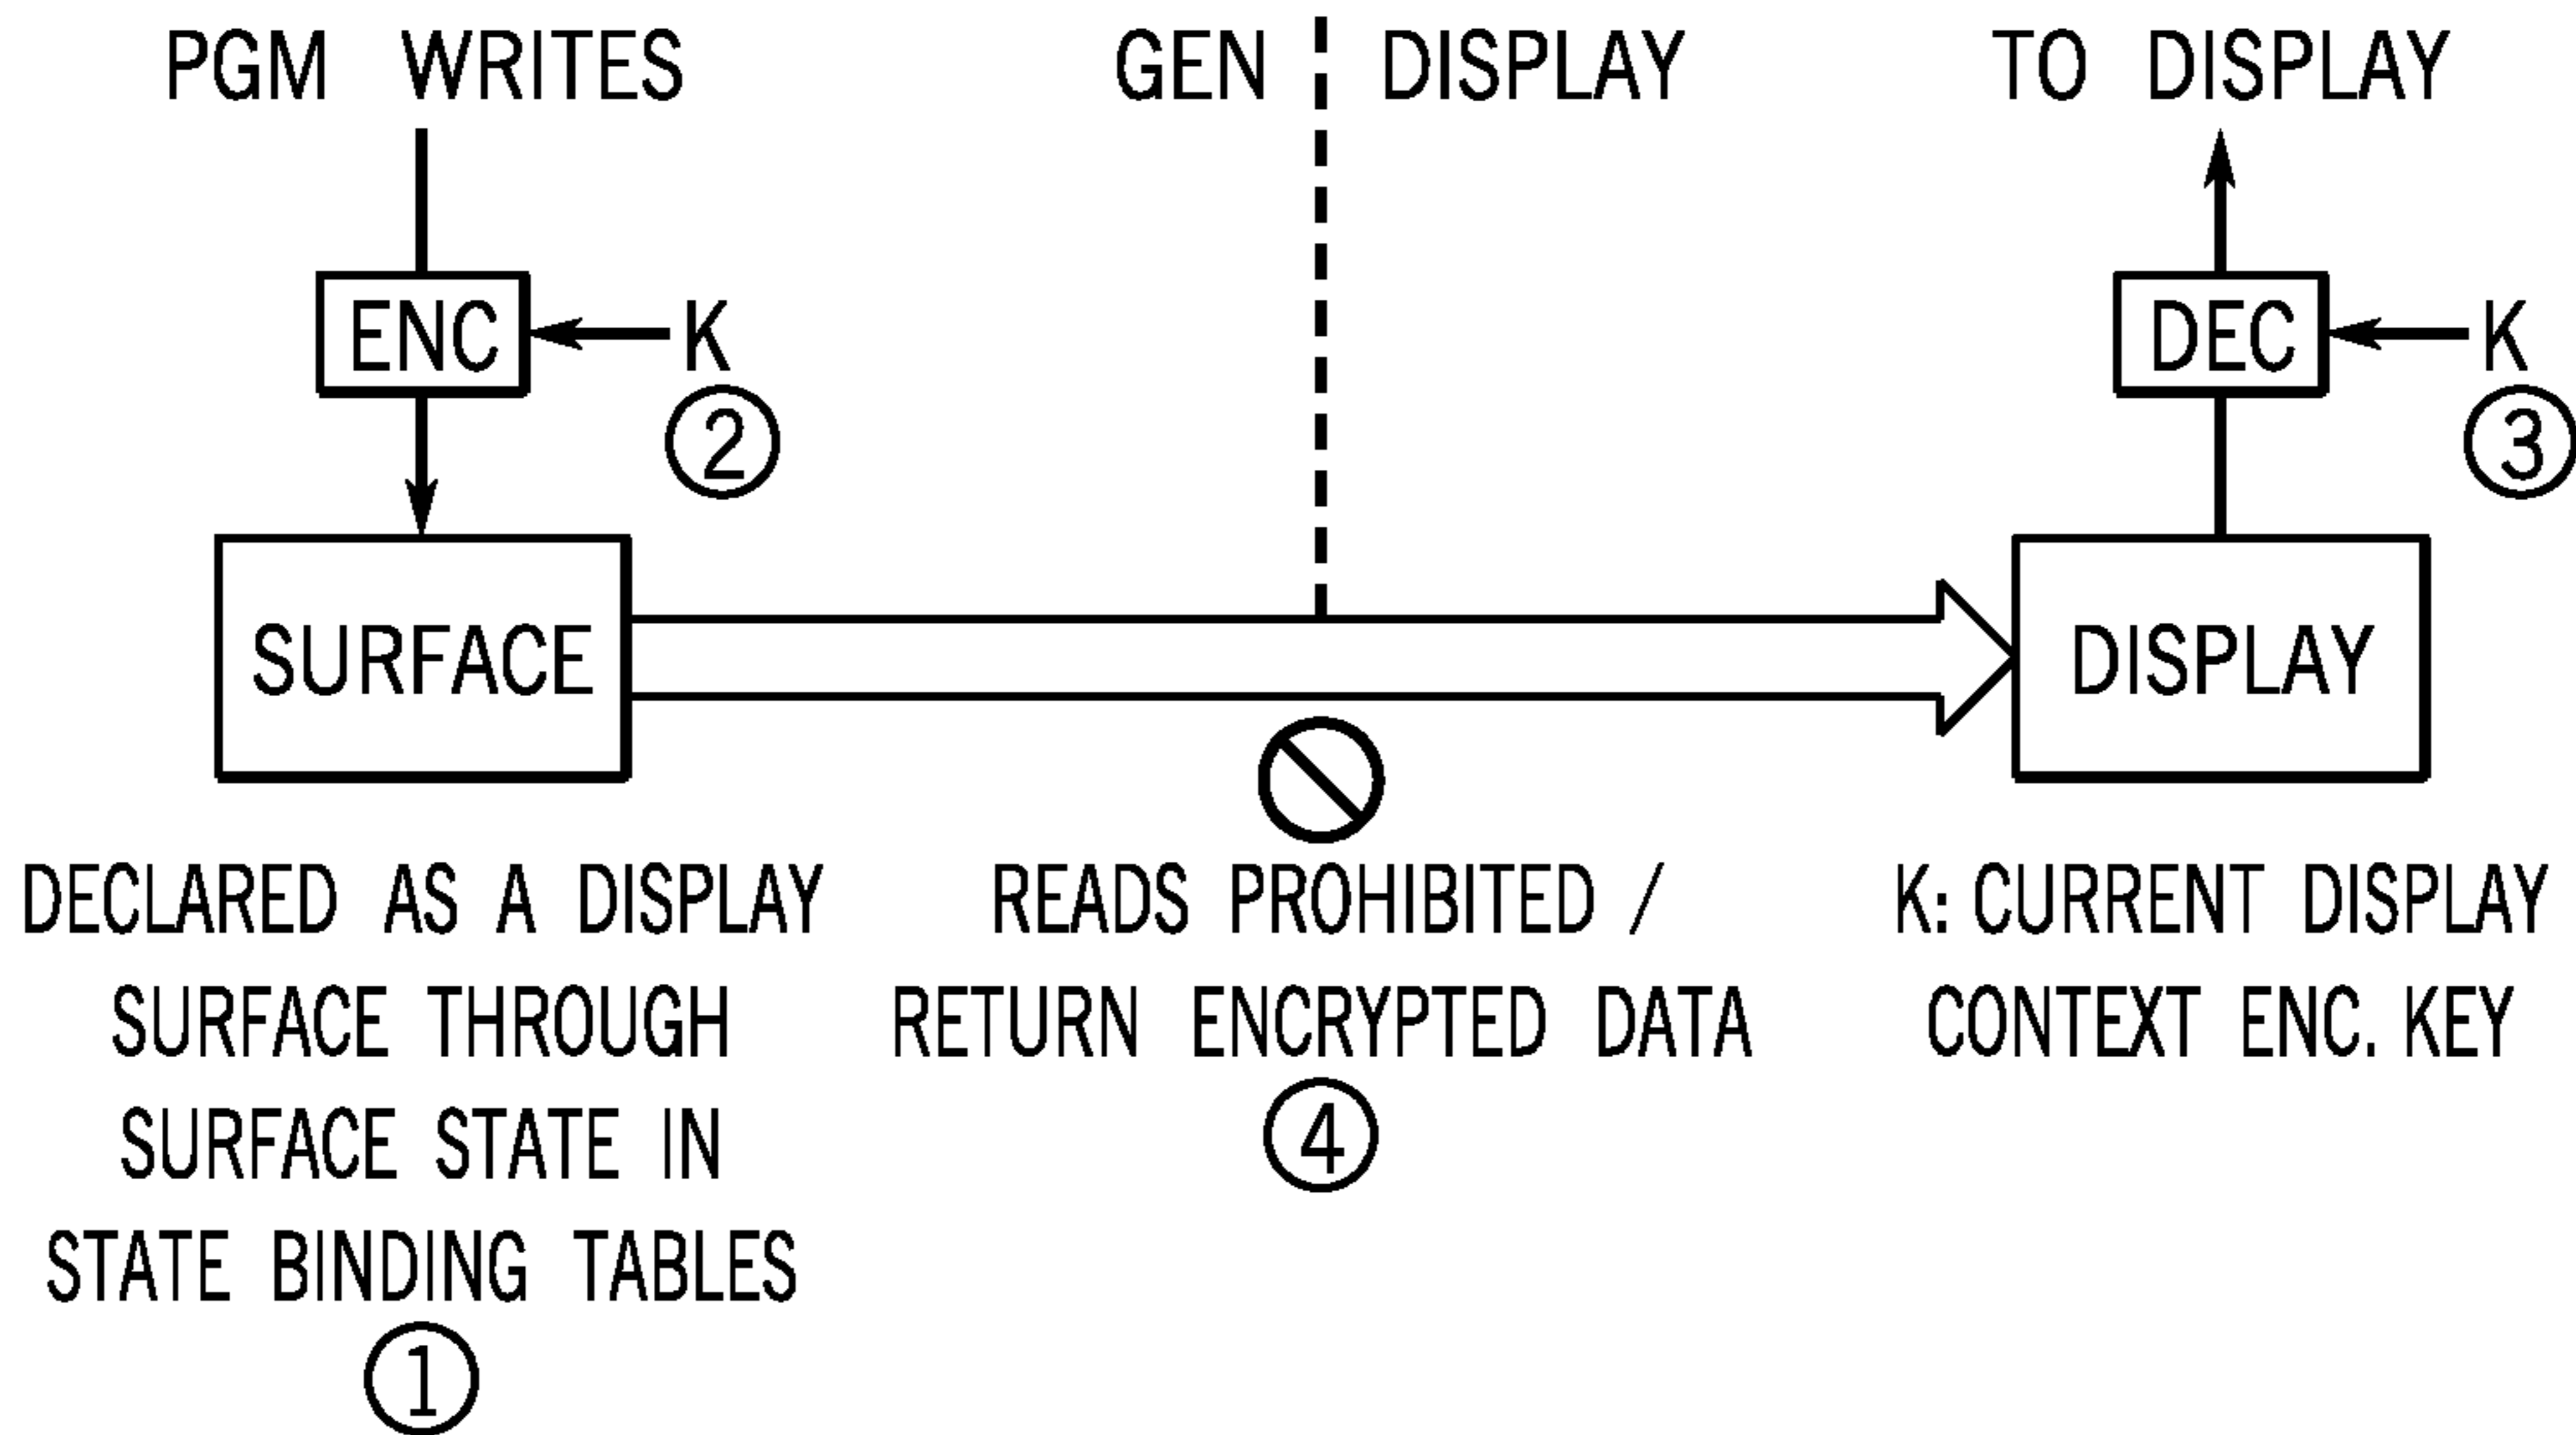 PGM WRITES
GEN DISPLAY
TO DISPLAY
ENC
K
2
DEC
K
3
SURFACE
DISPLAY
DECLARED AS A DISPLAY
SURFACE THROUGH
SURFACE STATE IN
STATE BINDING TABLES
1
READS PROHIBITED /
RETURN ENCRYPTED DATA
4
K: CURRENT DISPLAY
CONTEXT ENC. KEY